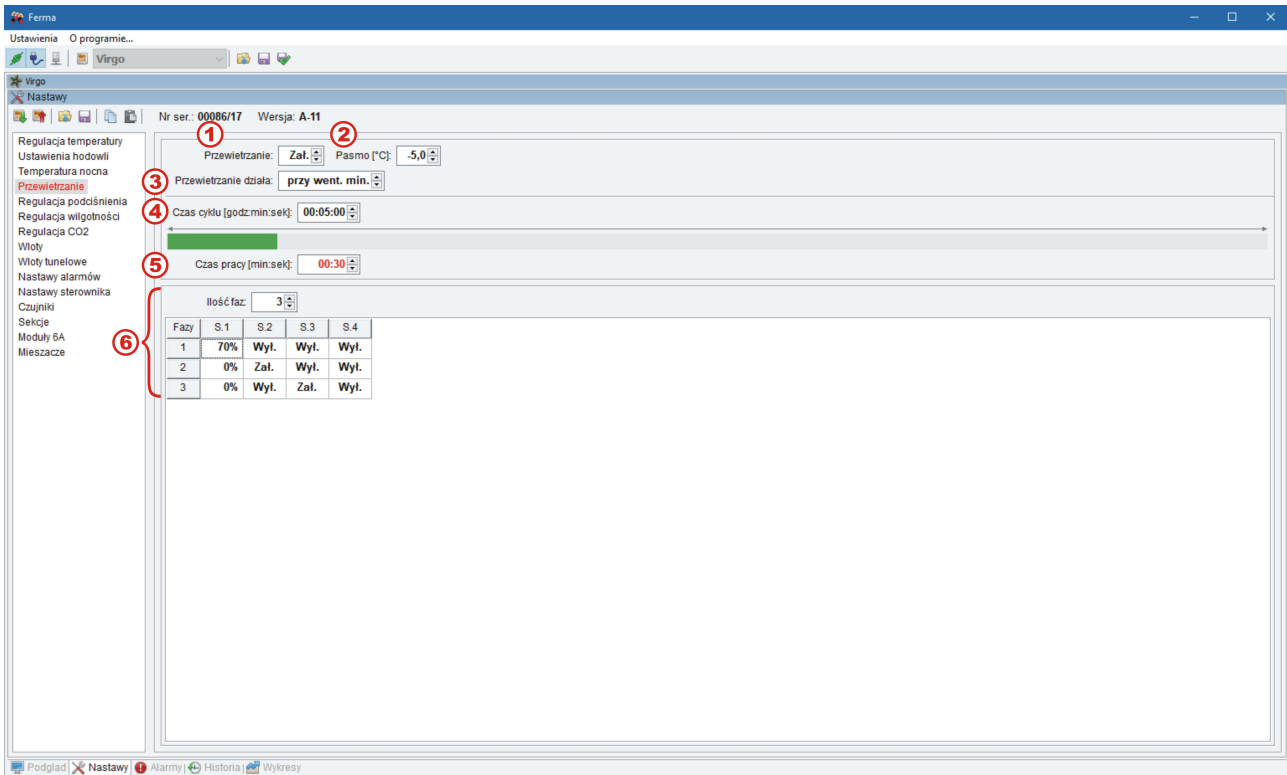 Ferma
Ustawienia O programie...
Virgo
Virgo
Nastawy
Nr ser.: 00086/17 Wersja: A-11
Regulacja temperatury
Ustawienia hodowli
Temperatura nocna
Przewietrzanie
Regulacja podciśnienia
Regulacja wilgotności
Regulacja CO2
Wloty
Wloty tunelowe
Nastawy alarmów
Nastawy sterownika
Czujniki
Sekcje
Moduły 6A
Mieszacze
1 2
Przewietrzanie: Zał. Pasmo [°C]: -5,0
3 Przewietrzanie działa: przy went. min.
4 Czas cyklu [godz:min:sek]: 00:05:00
5 Czas pracy [min:sek]: 00:30
6
Ilość faz: 3
Fazy S.1 S.2 S.3 S.4
1 70% Wył. Wył. Wył.
2 0% Zał. Wył. Wył.
3 0% Wył. Zał. Wył.
Podgląd Nastawy Alarmy Historia Wykresy